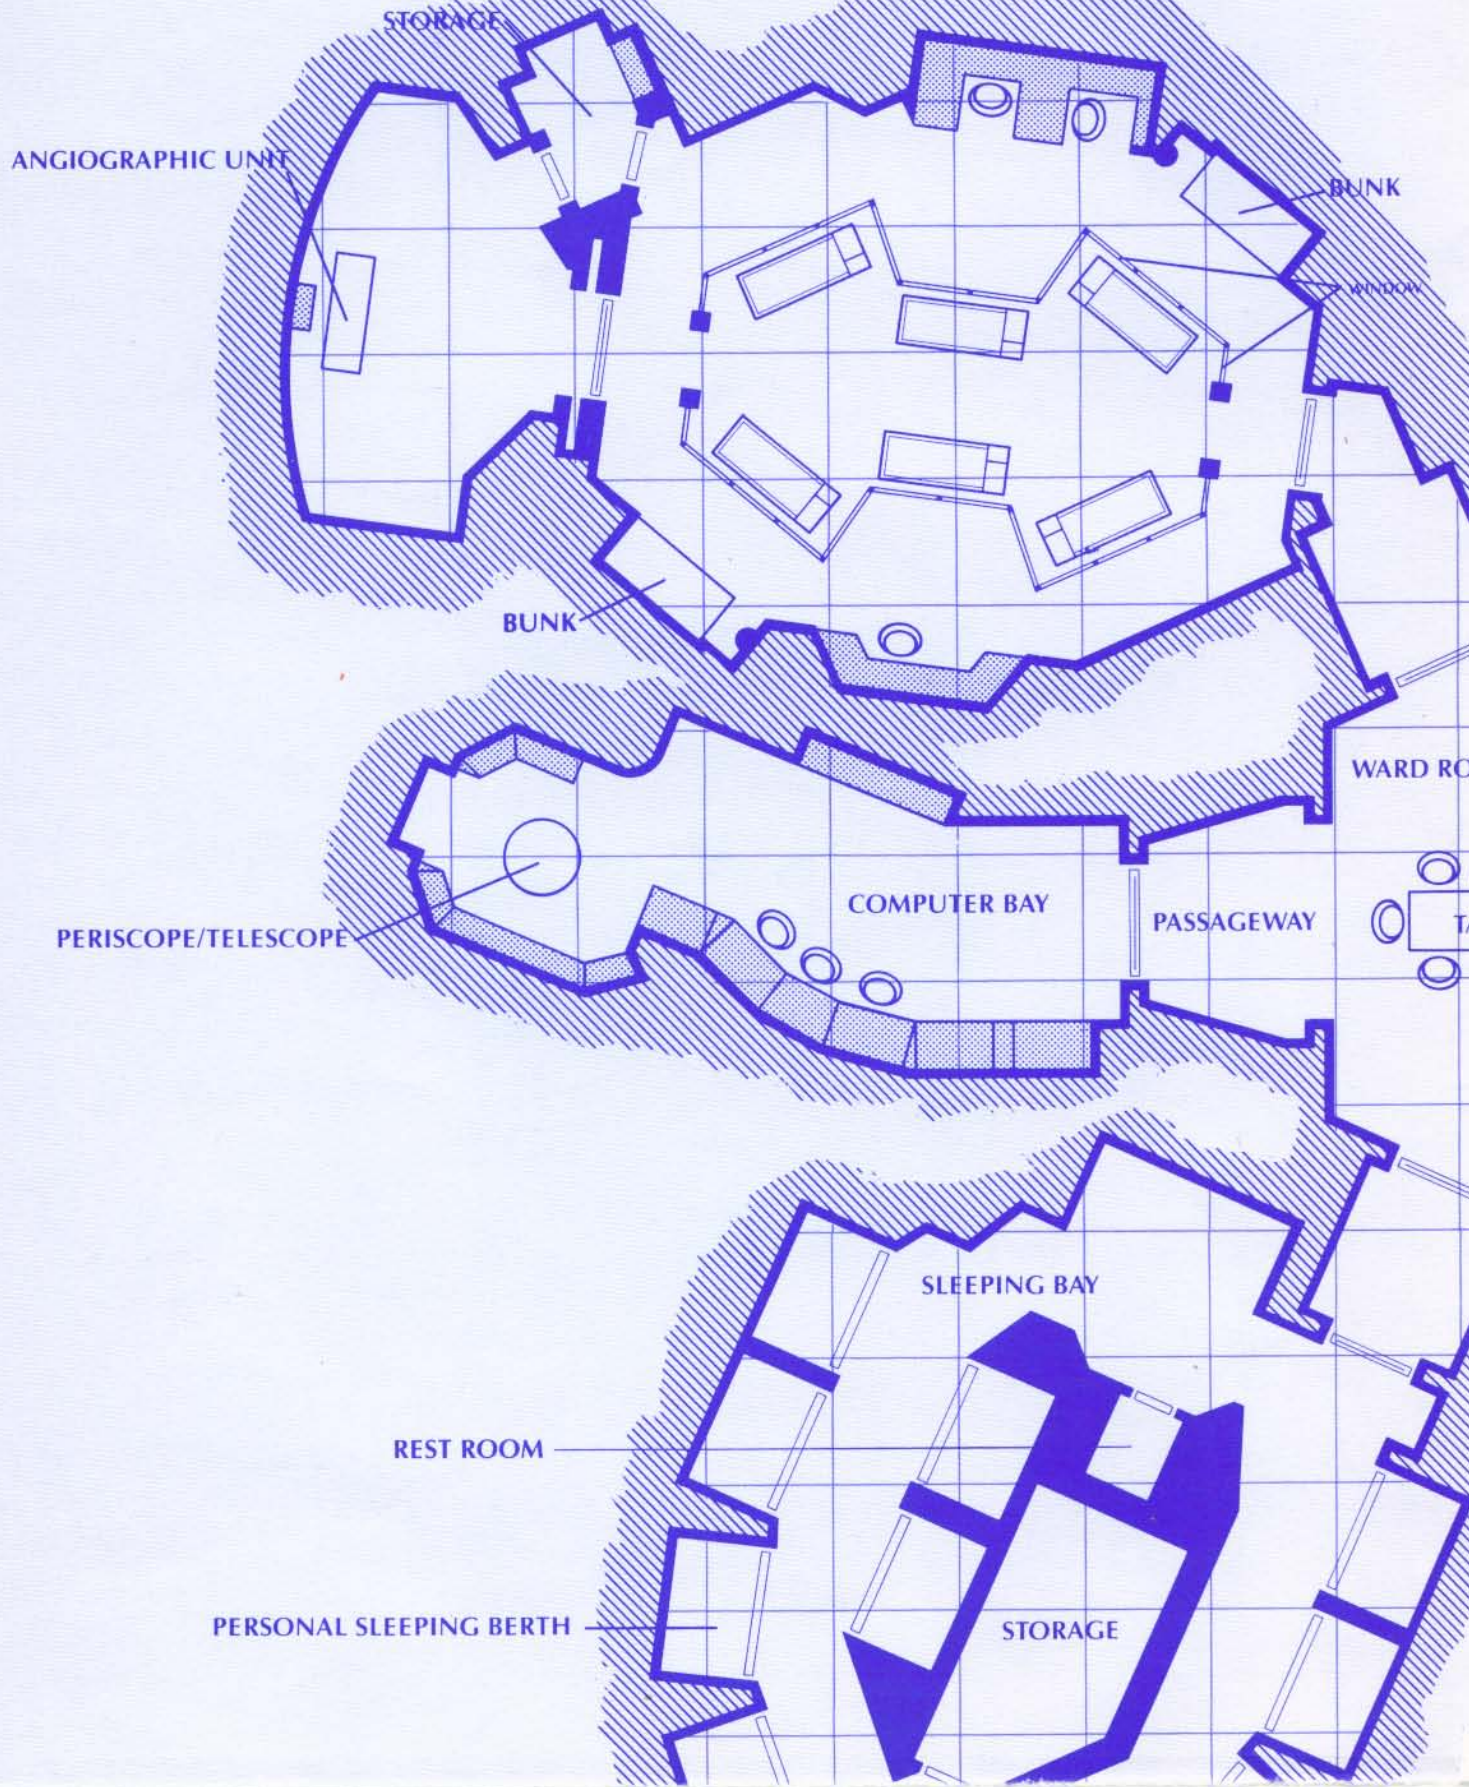 STORAGE
ANGIOGRAPHIC UNIT
BUNK
WINDOW
BUNK
WARD RO
PERISCOPE/TELESCOPE
COMPUTER BAY
PASSAGEWAY
TA
SLEEPING BAY
REST ROOM
PERSONAL SLEEPING BERTH
STORAGE